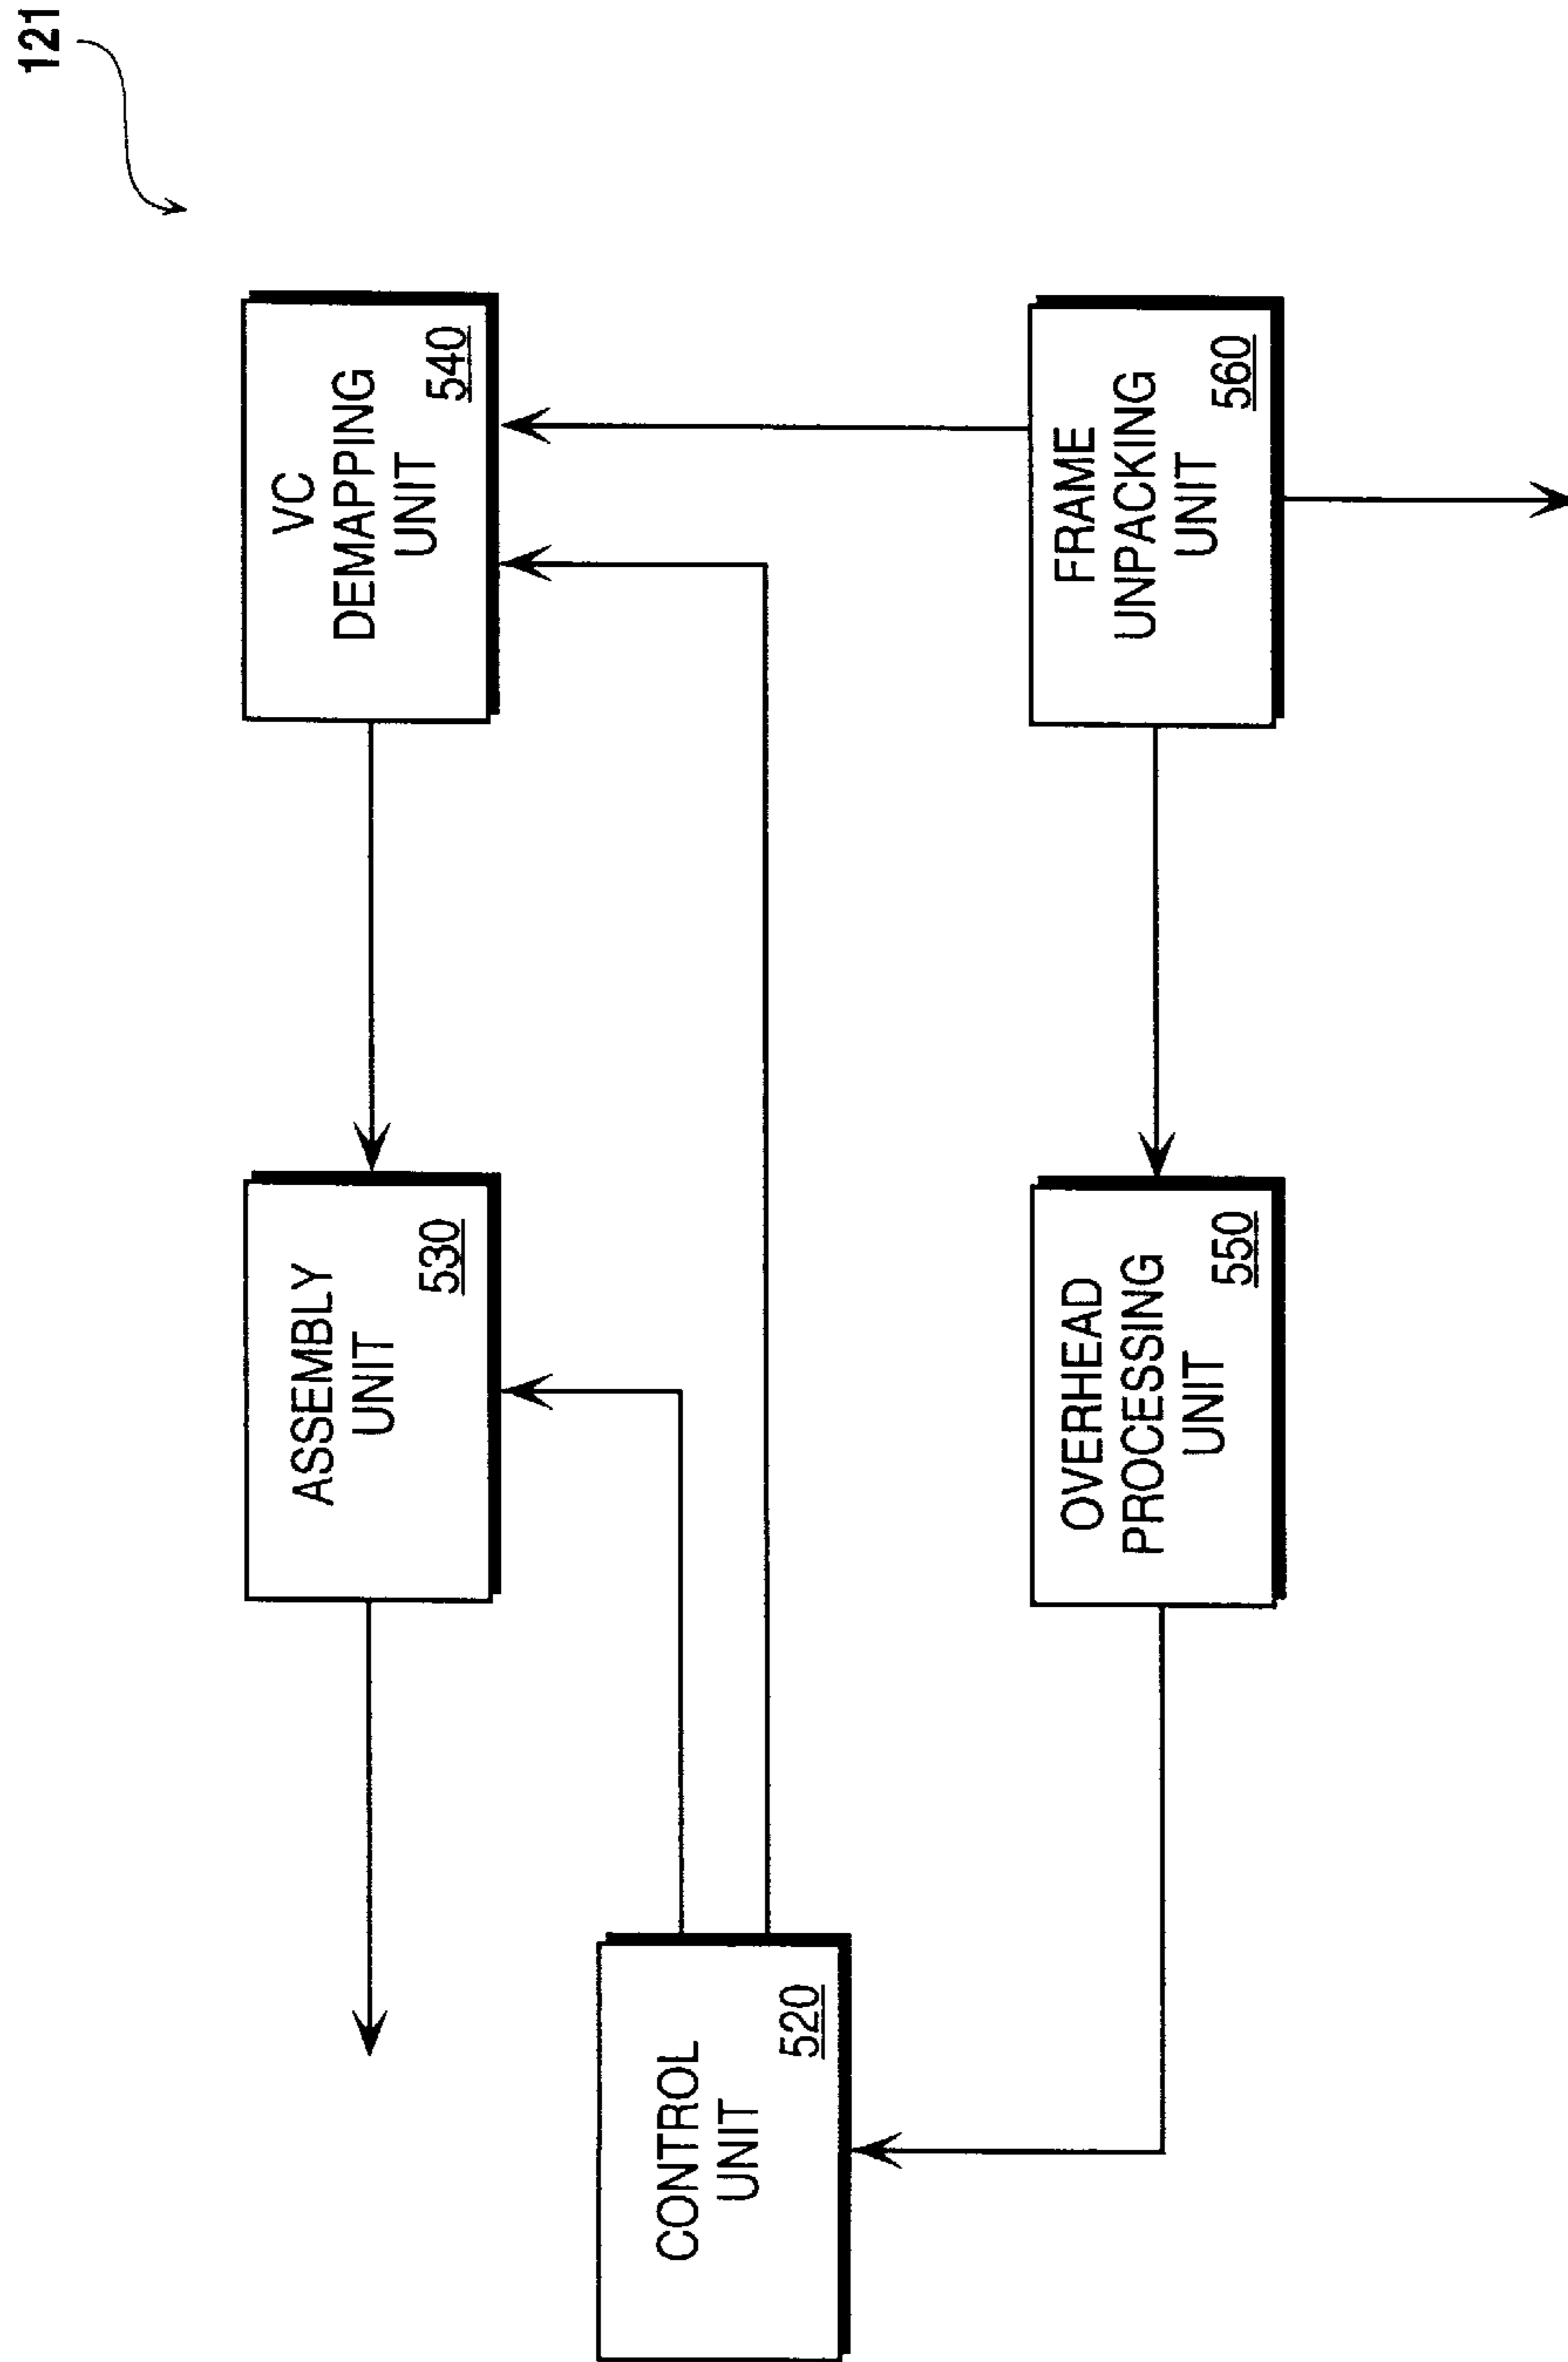 121
VC
DEMAPPING
UNIT
540
FRAME
UNPACKING
UNIT
560
ASSEMBLY
UNIT
530
OVERHEAD
PROCESSING
UNIT
550
CONTROL
UNIT
520